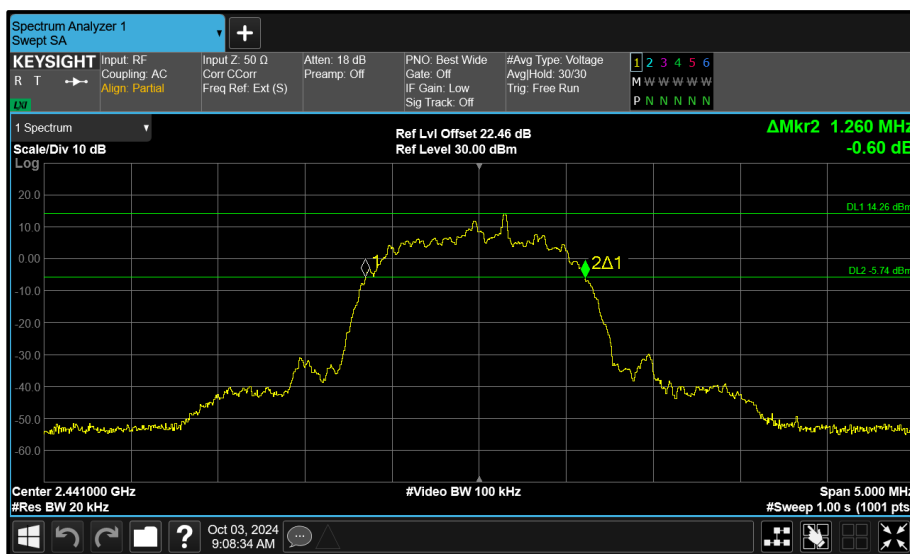 Spectrum Analyzer 1
Swept SA
KEYSIGHT
R T
LXI
Input: RF
Coupling: AC
Align: Partial
Input Z: 50 Ω
Corr CCorr
Freq Ref: Ext (S)
Atten: 18 dB
Preamp: Off
PNO: Best Wide
Gate: Off
IF Gain: Low
Sig Track: Off
#Avg Type: Voltage
Avg|Hold: 30/30
Trig: Free Run
1 2 3 4 5 6
M W W W W W
P N N N N N
1 Spectrum
Scale/Div 10 dB
Log
Ref Lvl Offset 22.46 dB
Ref Level 30.00 dBm
ΔMkr2 1.260 MHz
-0.60 dB
20.0
DL1 14.26 dBm
10.0
0.00
1
2Δ1
DL2 -5.74 dBm
-10.0
-20.0
-30.0
-40.0
-50.0
-60.0
Center 2.441000 GHz
#Res BW 20 kHz
#Video BW 100 kHz
Span 5.000 MHz
#Sweep 1.00 s (1001 pts
?
Oct 03, 2024
9:08:34 AM